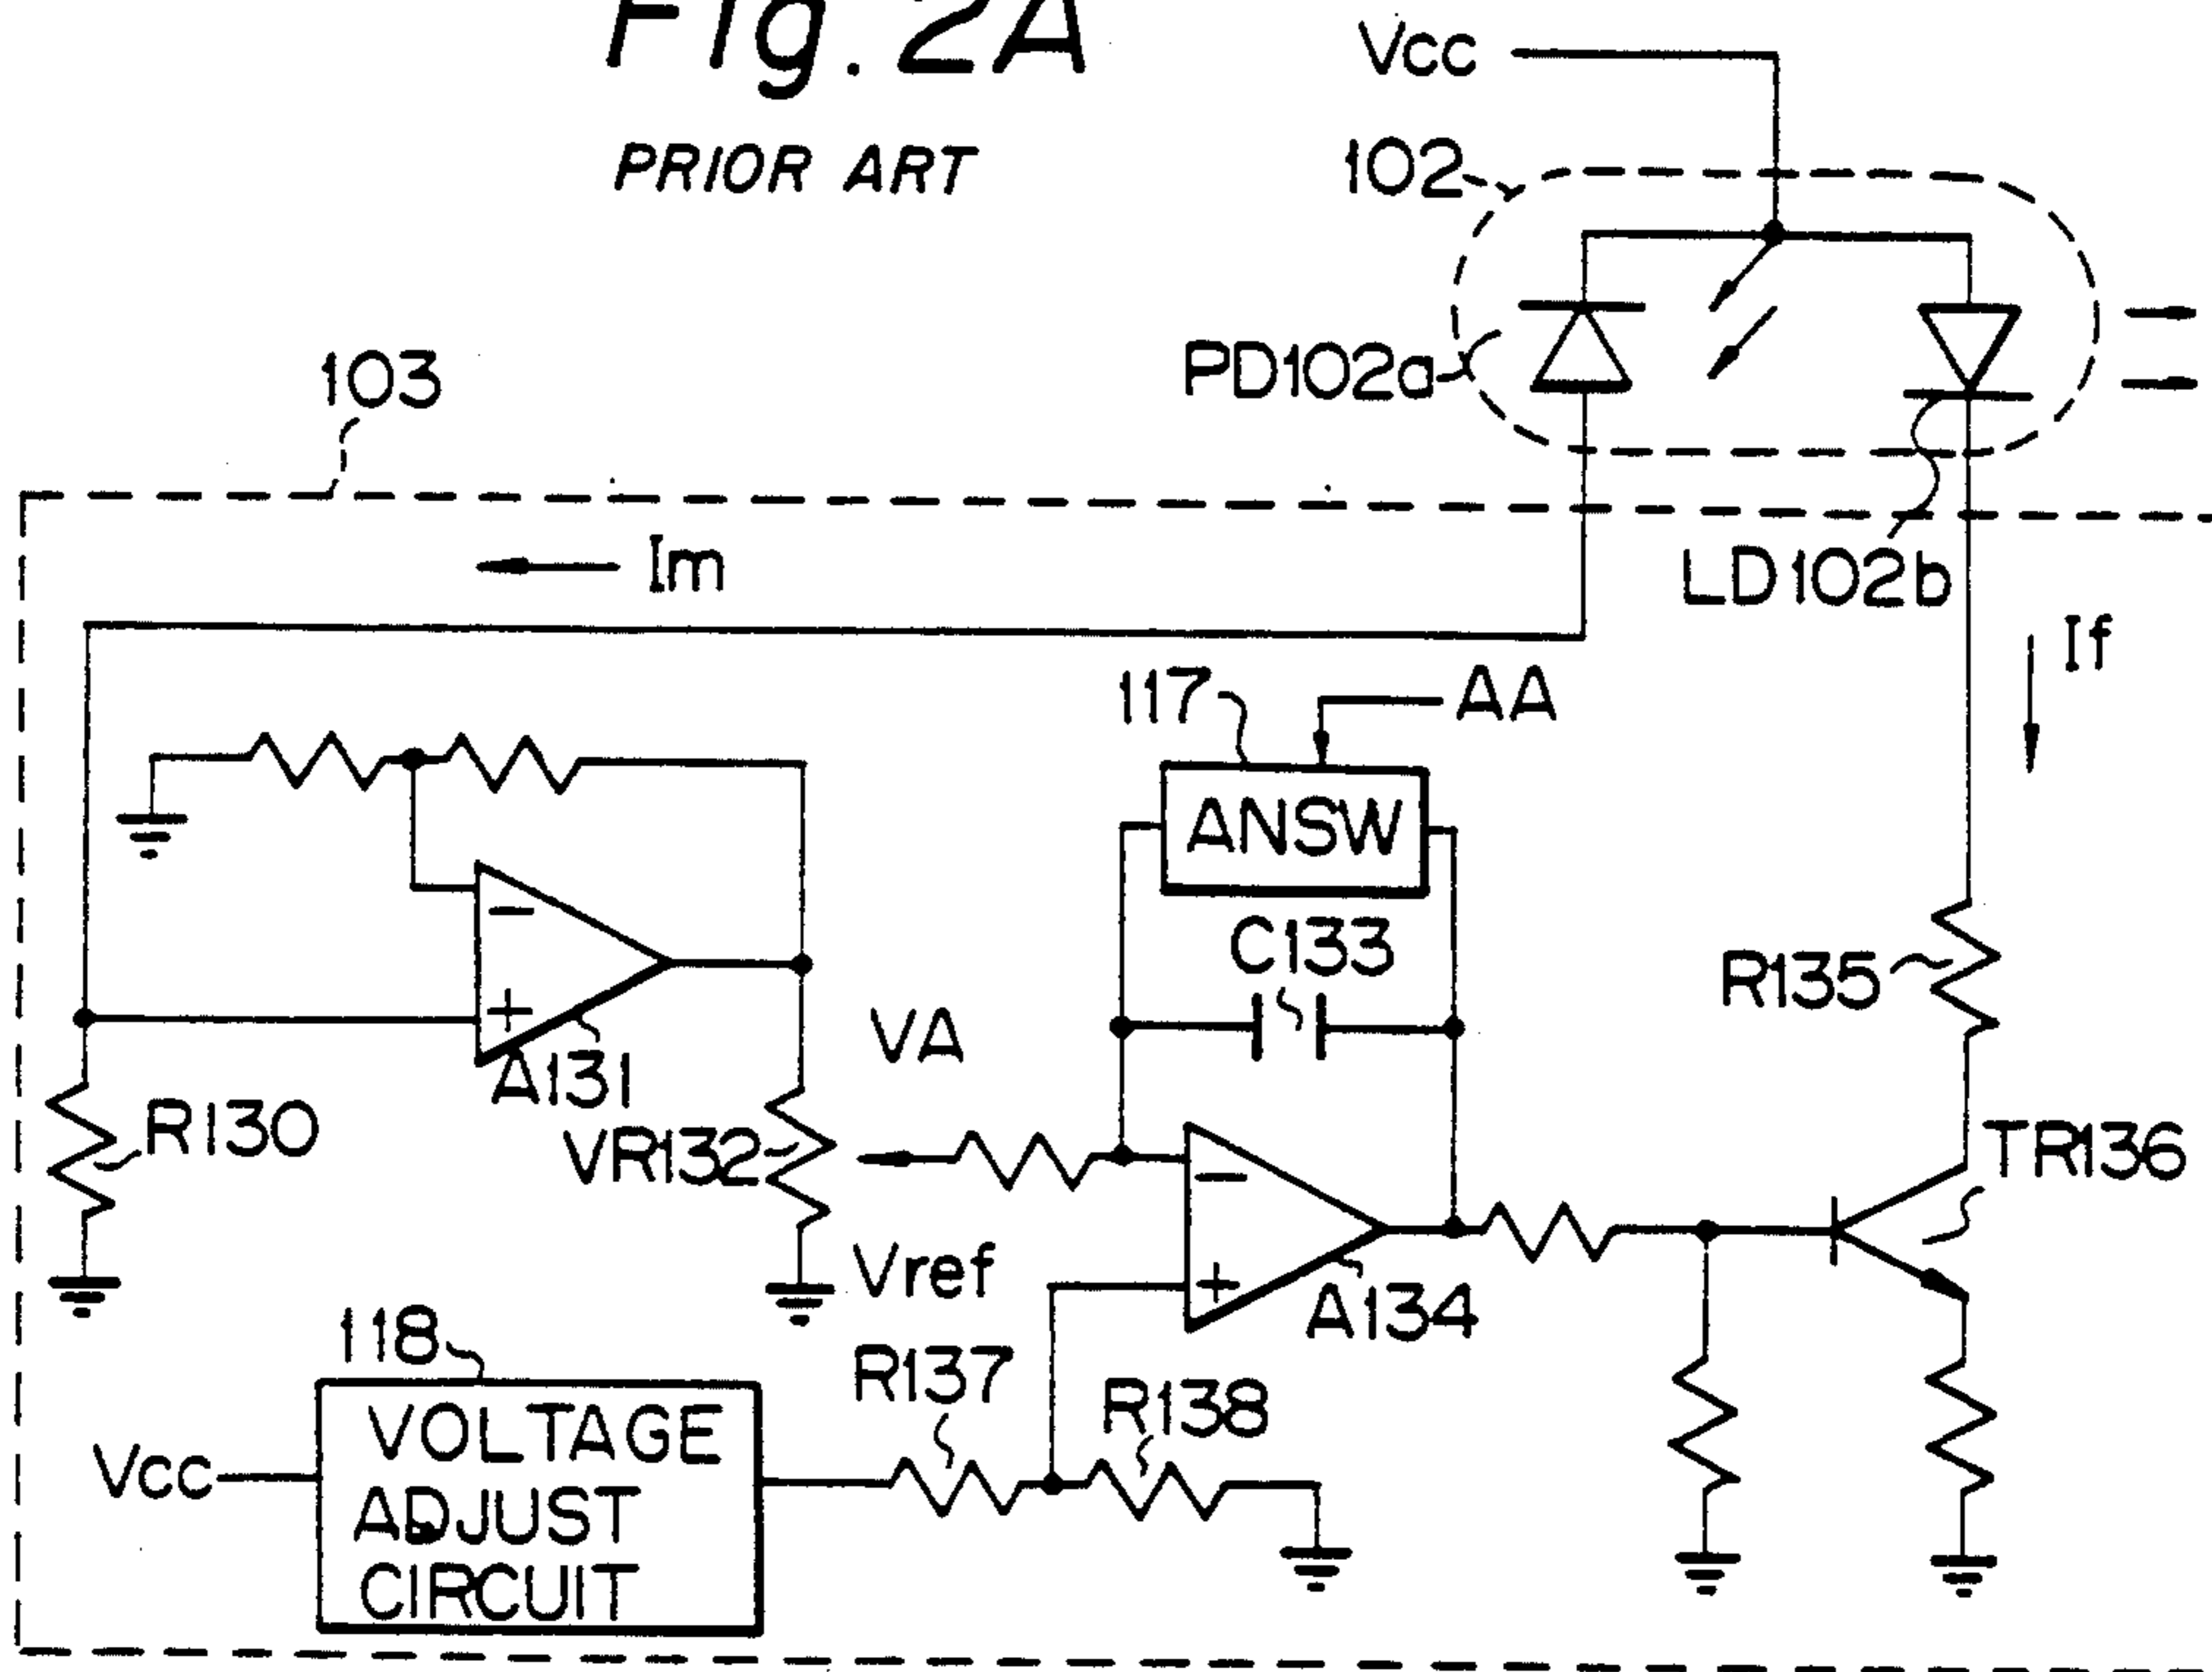 Fig. 2A
PRIOR ART
Vcc
102
PD102a
103
Im
LD102b
If
117
AA
ANSW
C133
R135
−
+
A131
VA
R130
VR132
−
+
TR136
Vref
A134
118
R137
R138
Vcc
VOLTAGE
ADJUST
CIRCUIT